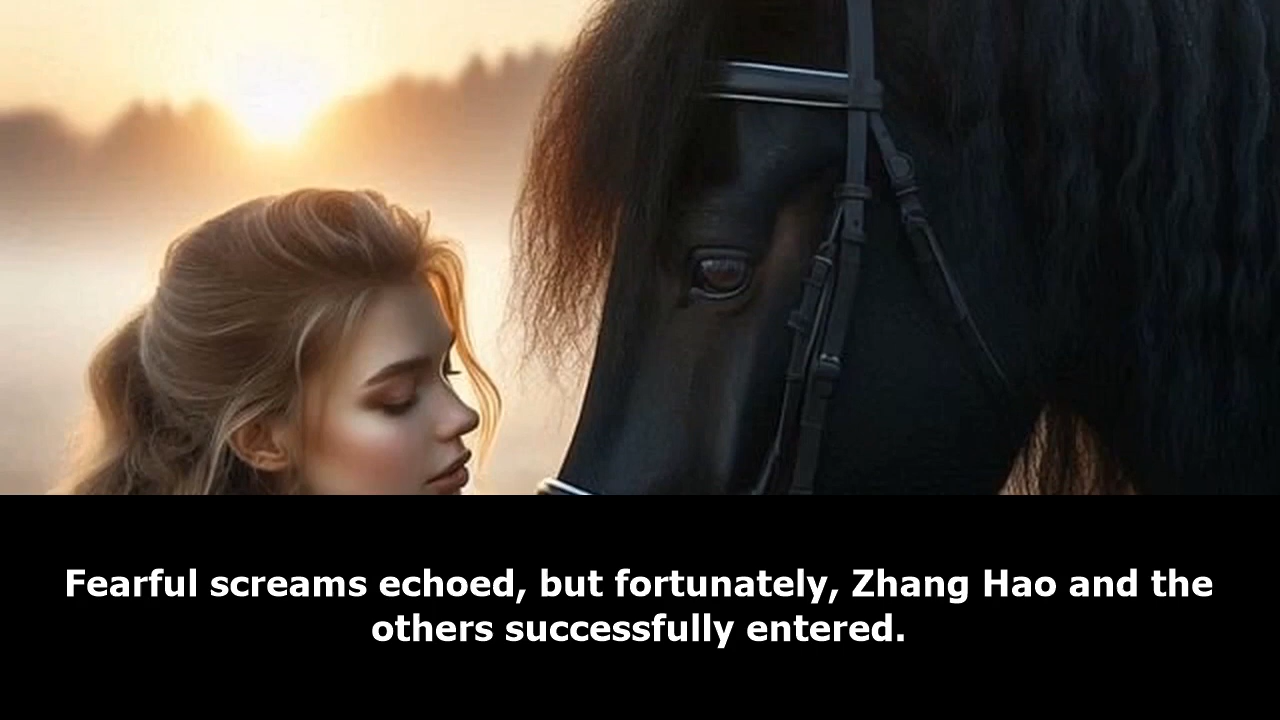 Fearful screams echoed, but fortunately, Zhang Hao and the
others successfully entered.